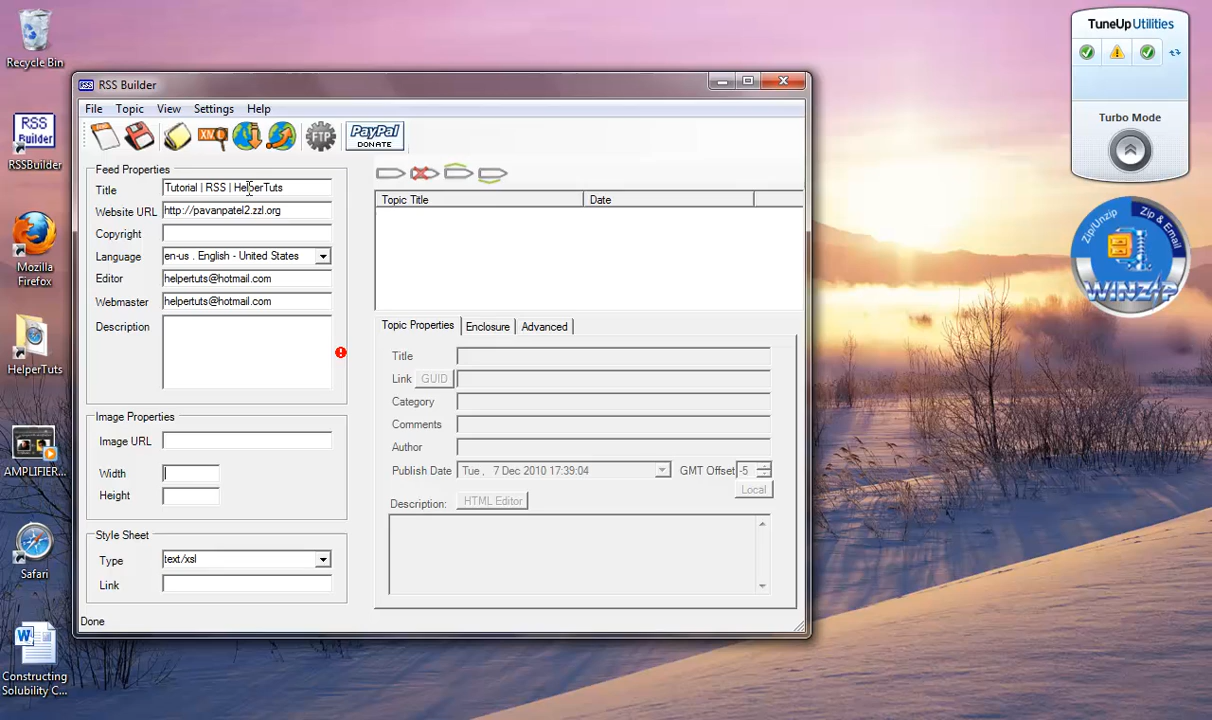 Recycle Bin
RSS
Builder
RSSBuilder
Mozilla
Firefox
HelperTuts
AMPLIFIER...
Safari
Constructing
Solubility C...
RSS Builder
File Topic View Settings Help
FTP
PayPal
DONATE
Feed Properties
Title Tutorial | RSS | HelperTuts
Website URL http://pavanpatel2.zzl.org
Copyright
Language en-us . English - United States
Editor helpertuts@hotmail.com
Webmaster helpertuts@hotmail.com
Description
Image Properties
Image URL
Width
Height
Style Sheet
Type text/xsl
Link
Done
Topic Title Date
Topic Properties Enclosure Advanced
Title
Link GUID
Category
Comments
Author
Publish Date Tue , 7 Dec 2010 17:39:04 GMT Offset -5
Local
Description: HTML Editor
TuneUp Utilities
Turbo Mode
Zip/Unzip Zip & Email
WINZIP